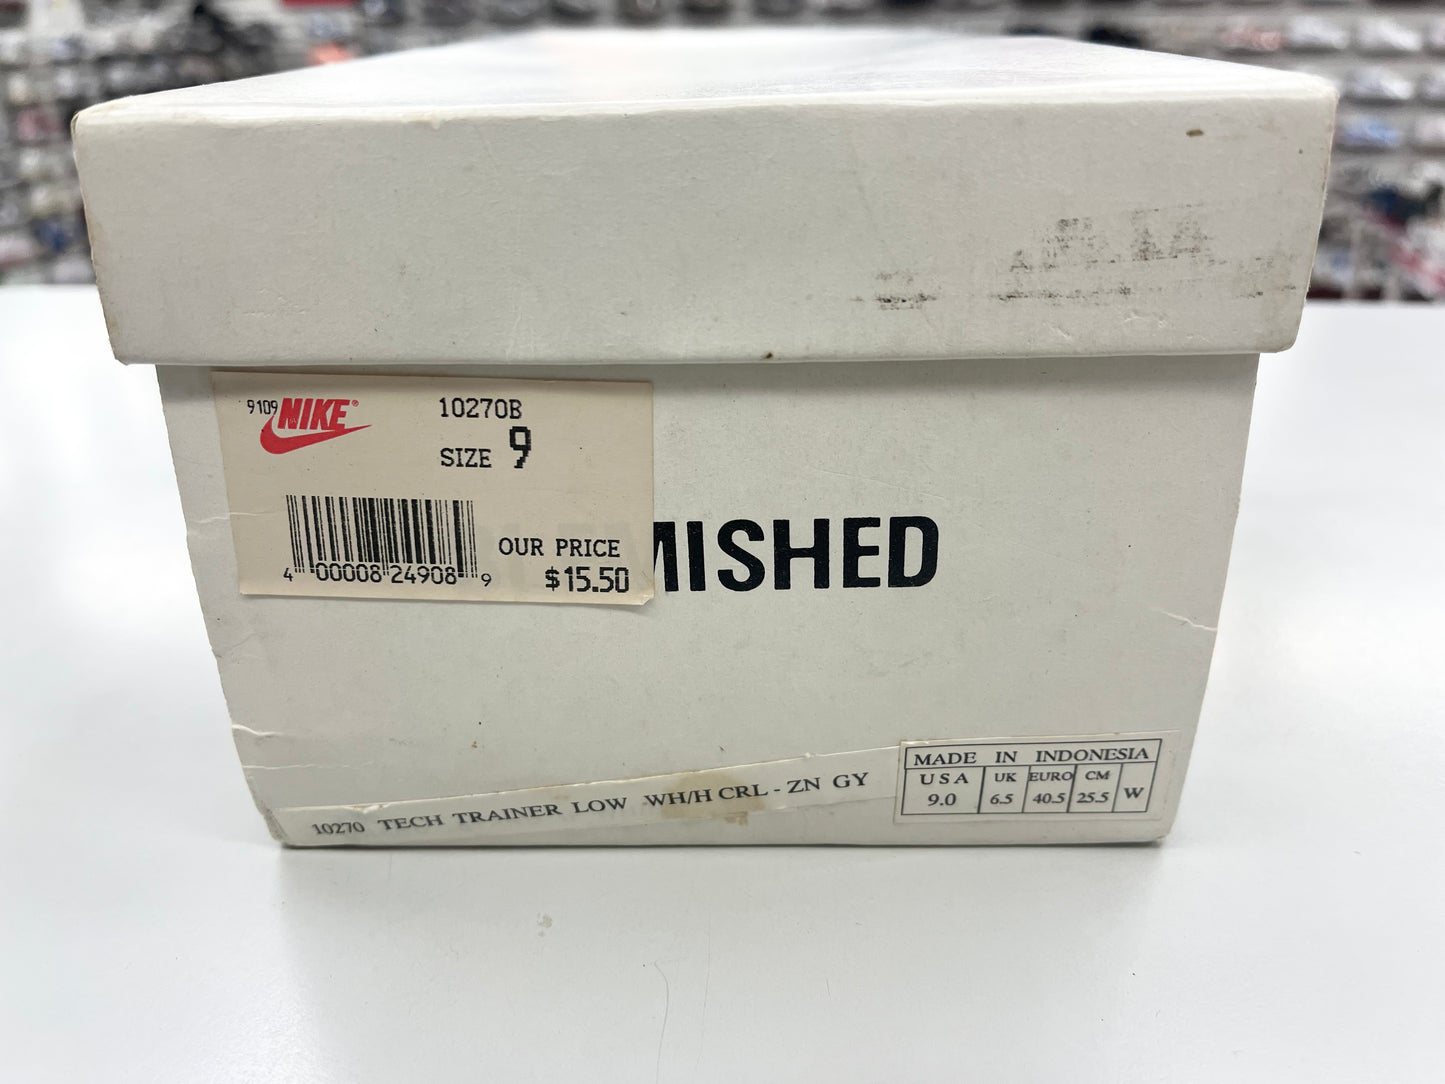 9109 NIKE®
10270B
SIZE 9
4 00008 24908 9
OUR PRICE
$15.50
MISHED
10270 TECH TRAINER LOW WH/H CRL - ZN GY
MADE IN INDONESIA
USA UK EURO CM W
9.0 6.5 40.5 25.5